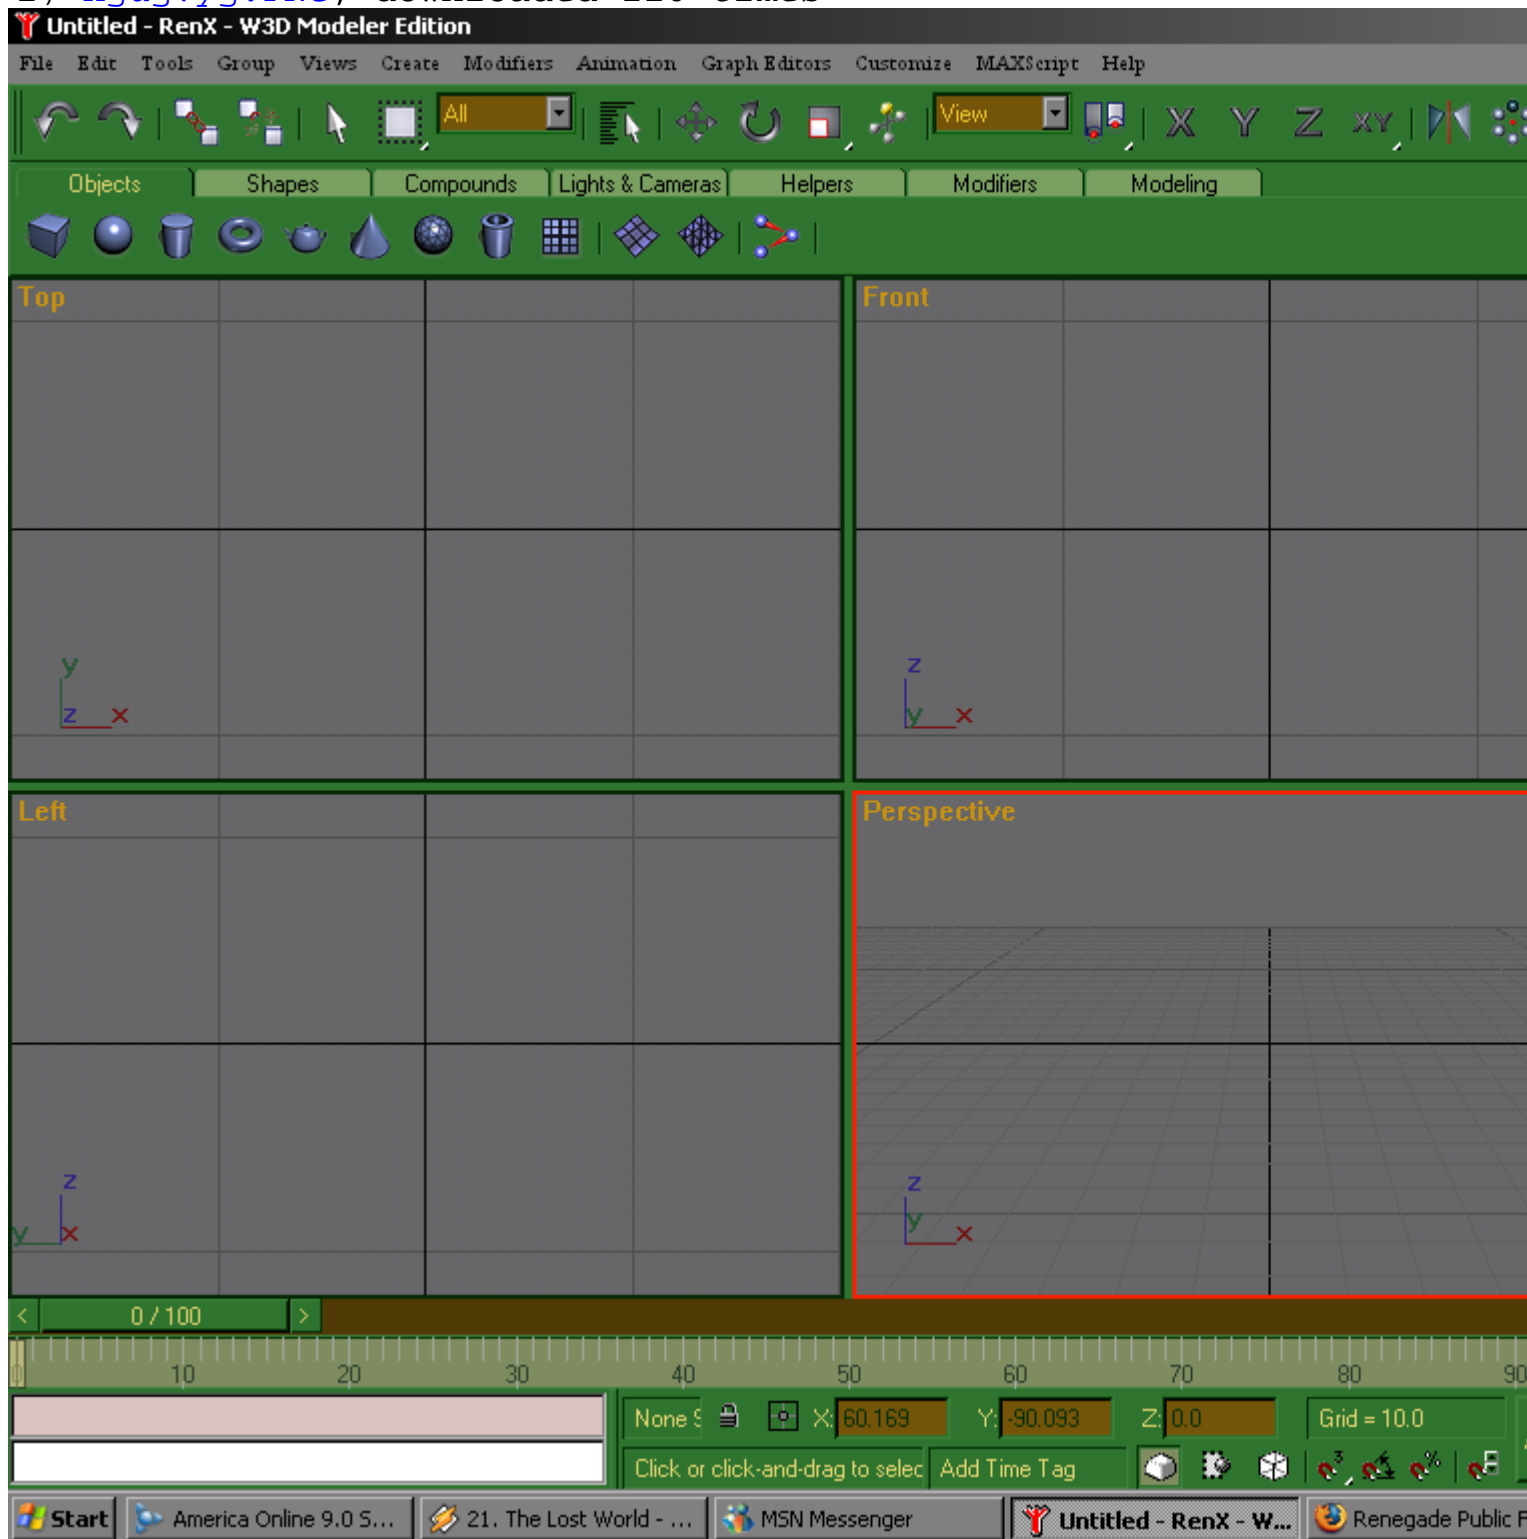 Untitled - RenX - W3D Modeler Edition
File Edit Tools Group Views Create Modifiers Animation Graph Editors Customize MAXScript Help
All View X Y Z XY
Objects Shapes Compounds Lights & Cameras Helpers Modifiers Modeling
Top
Front
y
z x
z
y x
Left
Perspective
z
y x
z
y x
< 0 / 100 >
0 10 20 30 40 50 60 70 80 90
None S X: 60.169 Y: -90.093 Z: 0.0 Grid = 10.0
Click or click-and-drag to selec Add Time Tag 3 %
Start America Online 9.0 S... 21. The Lost World - ... MSN Messenger Untitled - RenX - W... Renegade Public F